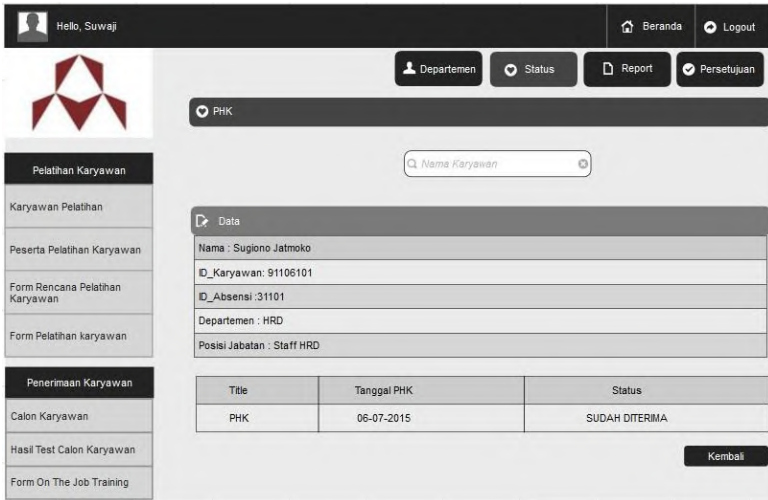 Hello, Suwaji
Beranda
Logout
Departemen
Status
Report
Persetujuan
PHK
Nama Karyawan
Pelatihan Karyawan
Karyawan Pelatihan
Peserta Pelatihan Karyawan
Form Rencana Pelatihan
Karyawan
Form Pelatihan karyawan
Penerimaan Karyawan
Calon Karyawan
Hasil Test Calon Karyawan
Form On The Job Training
Data
Nama : Sugiono Jatmoko
ID_Karyawan: 91106101
ID_Absensi :31101
Departemen : HRD
Posisi Jabatan : Staff HRD
Title Tanggal PHK Status
PHK 06-07-2015 SUDAH DITERIMA
Kembali